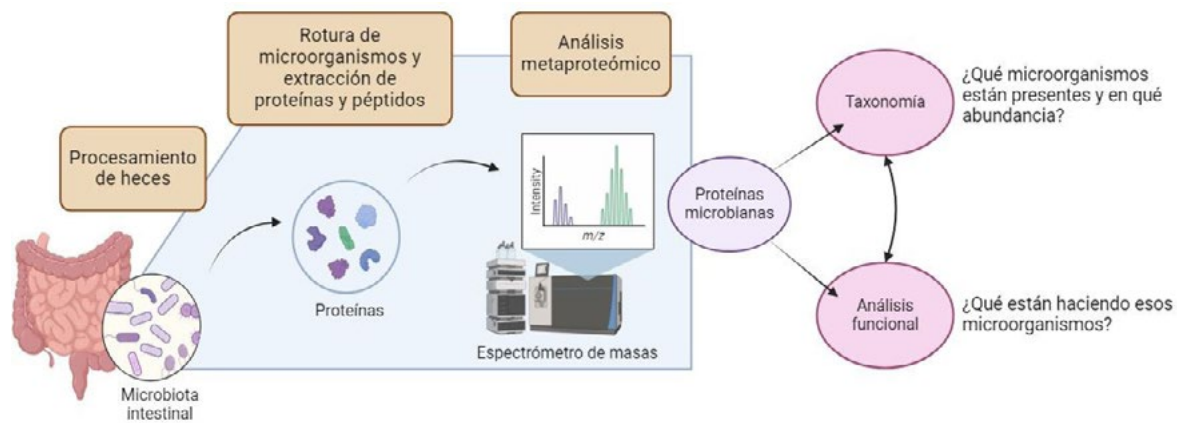 Procesamiento
de heces
Rotura de
microorganismos y
extracción de
proteínas y péptidos
Análisis
metaproteómico
Microbiota
intestinal
Proteínas
Intensity
m/z
Espectrómetro de masas
Proteínas
microbianas
Taxonomía
¿Qué microorganismos
están presentes y en qué
abundancia?
Análisis
funcional
¿Qué están haciendo esos
microorganismos?